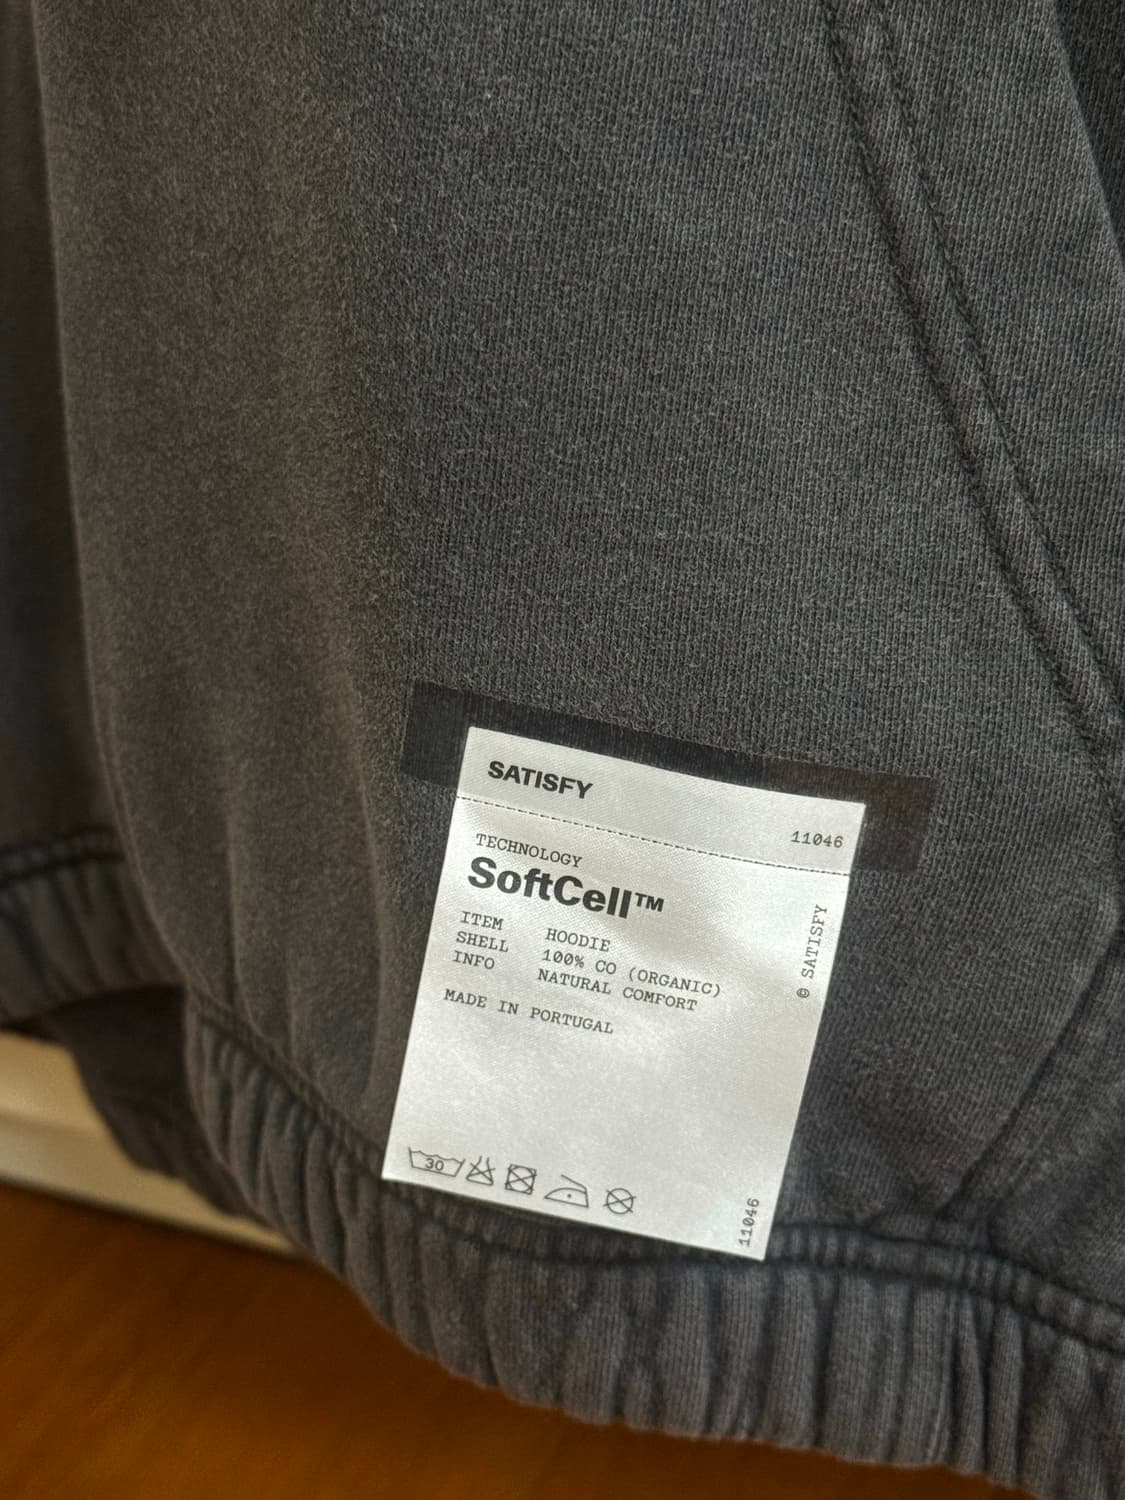 SATISFY
11046
TECHNOLOGY
SoftCell™
ITEM HOODIE
SHELL 100% CO (ORGANIC)
INFO NATURAL COMFORT
MADE IN PORTUGAL
© SATISFY
30
11046